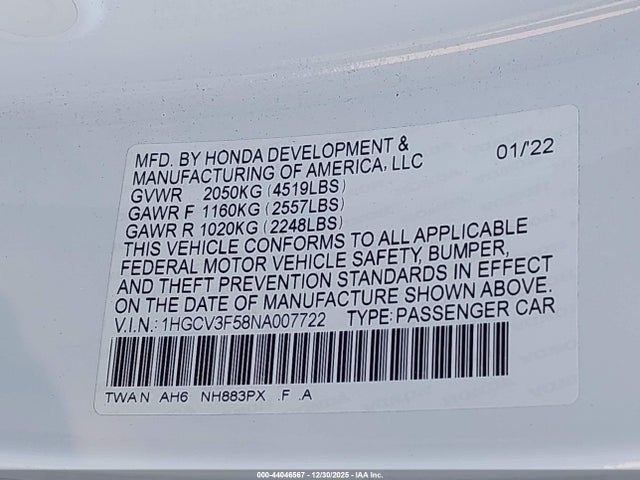 MFD. BY HONDA DEVELOPMENT &
MANUFACTURING OF AMERICA, LLC 01/'22
GVWR 2050KG (4519LBS)
GAWR F 1160KG (2557LBS)
GAWR R 1020KG (2248LBS)
THIS VEHICLE CONFORMS TO ALL APPLICABLE
FEDERAL MOTOR VEHICLE SAFETY, BUMPER,
AND THEFT PREVENTION STANDARDS IN EFFECT
ON THE DATE OF MANUFACTURE SHOWN ABOVE.
V.I.N.: 1HGCV3F58NA007722 TYPE: PASSENGER CAR
TWA N AH6 NH883PX .F .A
000-44046567 - 12/30/2025 - IAA Inc.